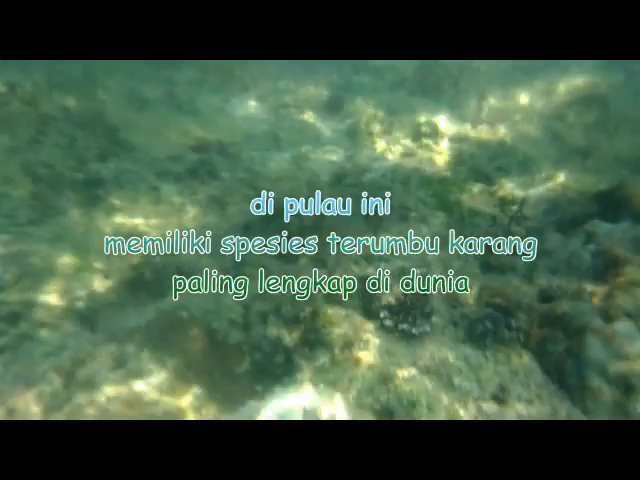 di pulau ini
memiliki spesies terumbu karang
paling lengkap di dunia